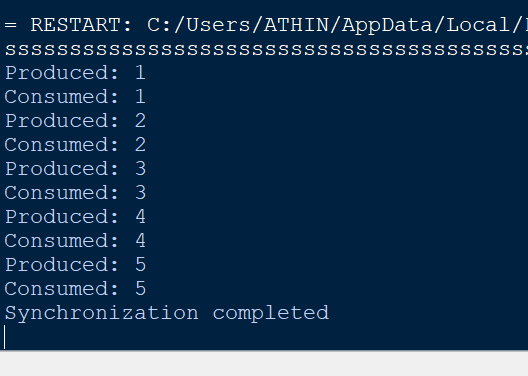 = RESTART: C:/Users/ATHIN/AppData/Local/
ssssssssssssssssssssssssssssssssssssssss
Produced: 1
Consumed: 1
Produced: 2
Consumed: 2
Produced: 3
Consumed: 3
Produced: 4
Consumed: 4
Produced: 5
Consumed: 5
Synchronization completed